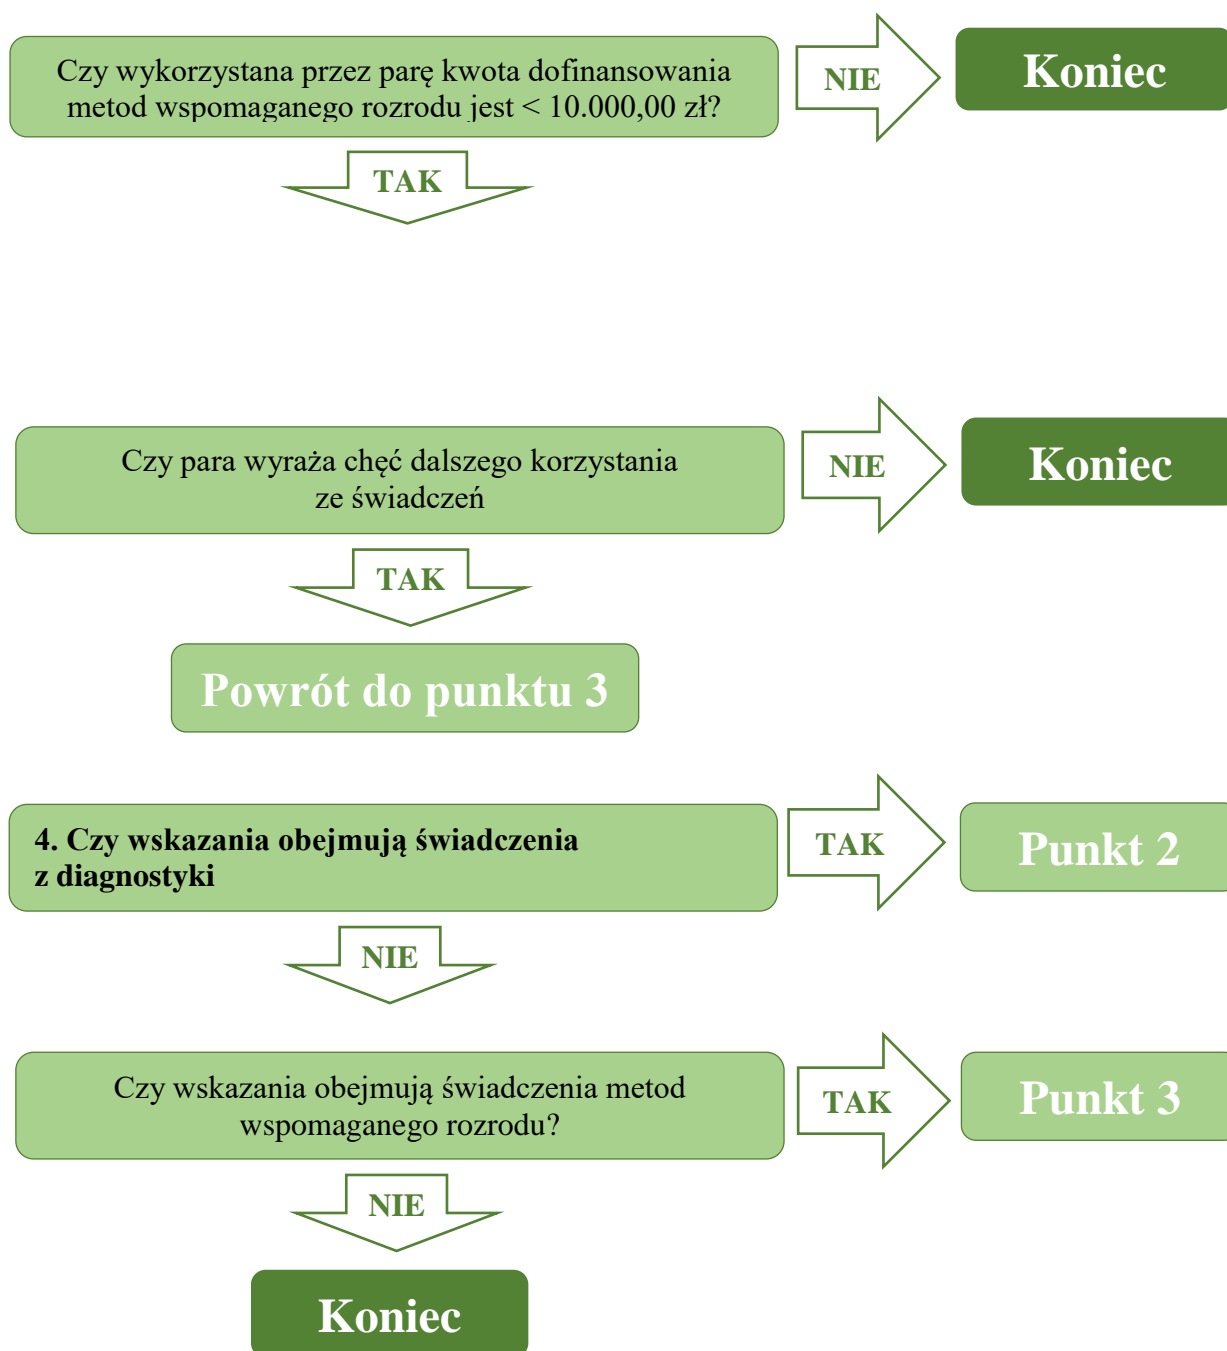 Czy wykorzystana przez parę kwota dofinansowania
metod wspomaganego rozrodu jest < 10.000,00 zł?
NIE
Koniec
TAK
Czy para wyraża chęć dalszego korzystania
ze świadczeń
NIE
Koniec
TAK
Powrót do punktu 3
4. Czy wskazania obejmują świadczenia
z diagnostyki
TAK
Punkt 2
NIE
Czy wskazania obejmują świadczenia metod
wspomaganego rozrodu?
TAK
Punkt 3
NIE
Koniec